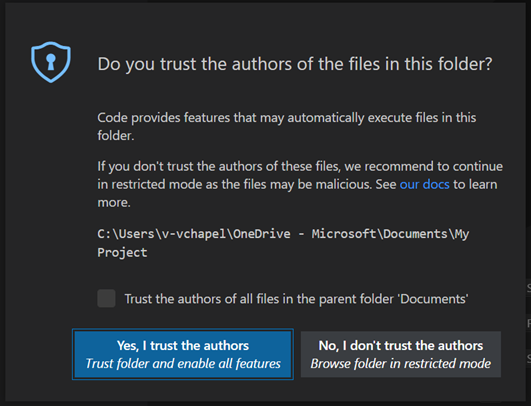 Do you trust the authors of the files in this folder?
Code provides features that may automatically execute files in this
folder.
If you don't trust the authors of these files, we recommend to continue
in restricted mode as the files may be malicious. See our docs to learn
more.
C:\Users\v-vchapel\OneDrive - Microsoft\Documents\My
Project
Trust the authors of all files in the parent folder 'Documents'
Yes, I trust the authors
Trust folder and enable all features
No, I don't trust the authors
Browse folder in restricted mode